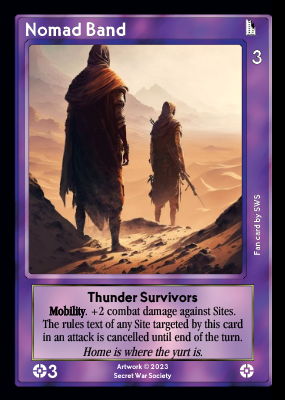 Nomad Band
3
Fan card by SWS
Thunder Survivors
Mobility. +2 combat damage against Sites.
The rules text of any Site targeted by this card
in an attack is cancelled until end of the turn.
Home is where the yurt is.
3
Artwork © 2023
Secret War Society